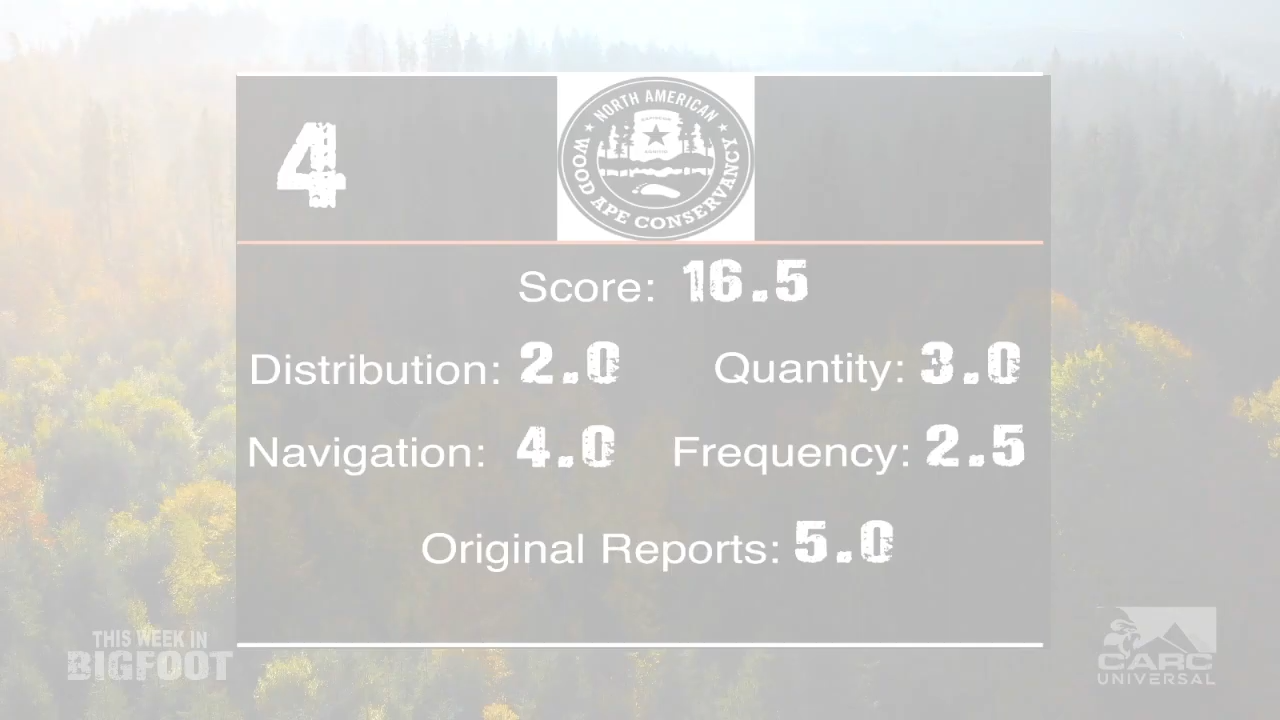 4
NORTH AMERICAN
WOOD APE CONSERVANCY
Score: 16.5
Distribution: 2.0
Quantity: 3.0
Navigation: 4.0
Frequency: 2.5
Original Reports: 5.0
THIS WEEK IN
BIGFOOT
CARC
UNIVERSAL